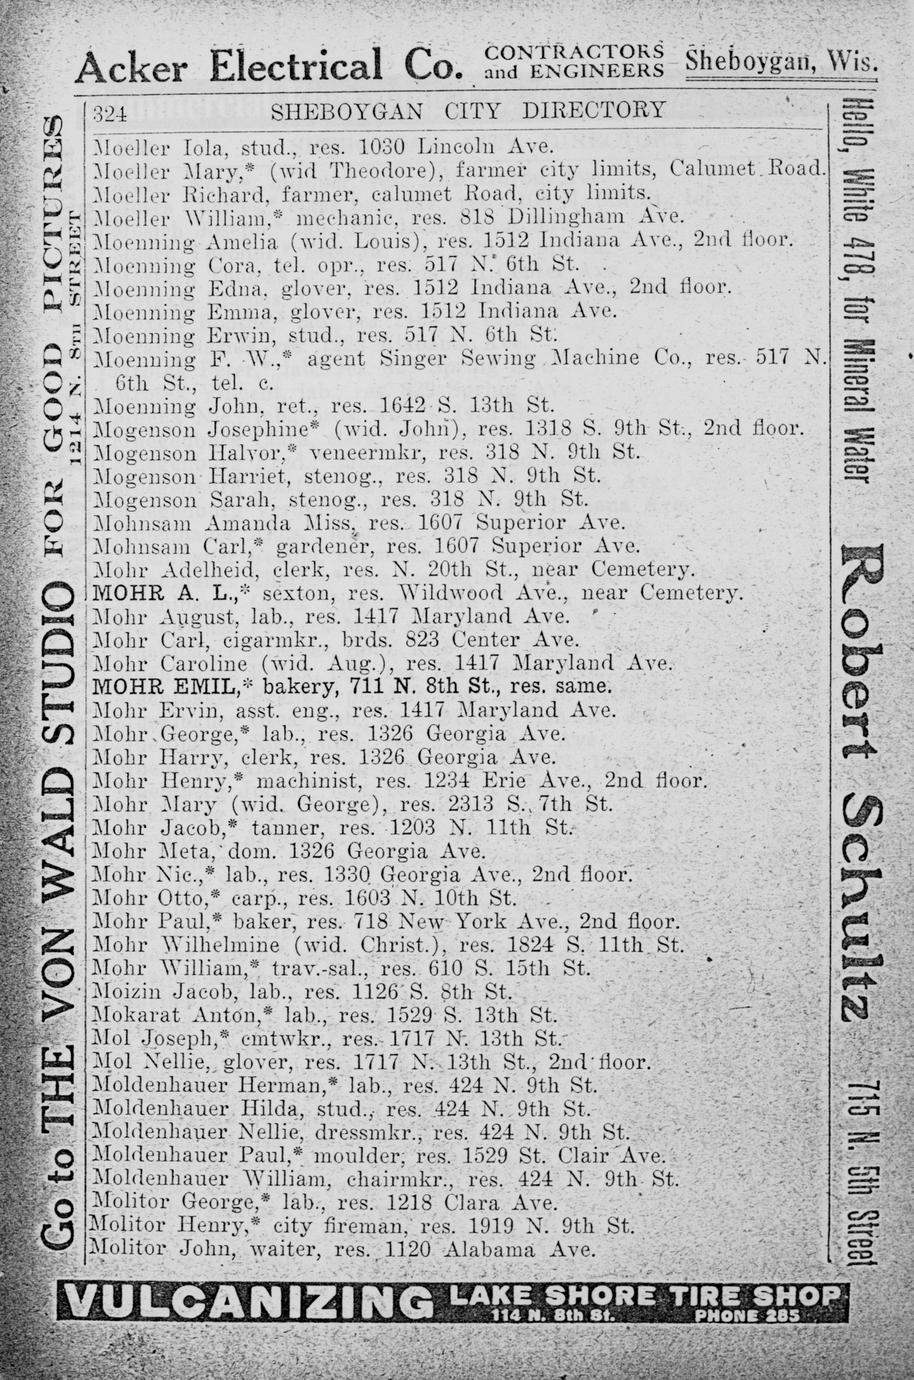 Acker Electrical Co. CONTRACTORS and ENGINEERS Sheboygan, Wis.
324 SHEBOYGAN CITY DIRECTORY
Moeller Iola, stud., res. 1030 Lincoln Ave.
Moeller Mary,* (wid Theodore), farmer city limits, Calumet Road.
Moeller Richard, farmer, calumet Road, city limits.
Moeller William,* mechanic, res. 818 Dillingham Ave.
Moenning Amelia (wid. Louis), res. 1512 Indiana Ave., 2nd floor.
Moenning Cora, tel. opr., res. 517 N. 6th St.
Moenning Edna, glover, res. 1512 Indiana Ave., 2nd floor.
Moenning Emma, glover, res. 1512 Indiana Ave.
Moenning Erwin, stud., res. 517 N. 6th St.
Moenning F. W.,* agent Singer Sewing Machine Co., res. 517 N.
6th St., tel. c.
Moenning John, ret., res. 1642 S. 13th St.
Mogenson Josephine* (wid. John), res. 1318 S. 9th St., 2nd floor.
Mogenson Halvor,* veneermkr, res. 318 N. 9th St.
Mogenson Harriet, stenog., res. 318 N. 9th St.
Mogenson Sarah, stenog., res. 318 N. 9th St.
Mohnsam Amanda Miss, res. 1607 Superior Ave.
Mohnsam Carl,* gardener, res. 1607 Superior Ave.
Mohr Adelheid, clerk, res. N. 20th St., near Cemetery.
MOHR A. L.,* sexton, res. Wildwood Ave., near Cemetery.
Mohr August, lab., res. 1417 Maryland Ave.
Mohr Carl, cigarmkr., brds. 823 Center Ave.
Mohr Caroline (wid. Aug.), res. 1417 Maryland Ave.
MOHR EMIL,* bakery, 711 N. 8th St., res. same.
Mohr Ervin, asst. eng., res. 1417 Maryland Ave.
Mohr George,* lab., res. 1326 Georgia Ave.
Mohr Harry, clerk, res. 1326 Georgia Ave.
Mohr Henry,* machinist, res. 1234 Erie Ave., 2nd floor.
Mohr Mary (wid. George), res. 2313 S. 7th St.
Mohr Jacob,* tanner, res. 1203 N. 11th St.
Mohr Meta, dom. 1326 Georgia Ave.
Mohr Nic.,* lab., res. 1330 Georgia Ave., 2nd floor.
Mohr Otto,* carp., res. 1603 N. 10th St.
Mohr Paul,* baker, res. 718 New York Ave., 2nd floor.
Mohr Wilhelmine (wid. Christ.), res. 1824 S. 11th St.
Mohr William,* trav.-sal., res. 610 S. 15th St.
Moizin Jacob, lab., res. 1126 S. 8th St.
Mokarat Anton,* lab., res. 1529 S. 13th St.
Mol Joseph,* cmtwkr., res. 1717 N. 13th St.
Mol Nellie, glover, res. 1717 N. 13th St., 2nd floor.
Moldenhauer Herman,* lab., res. 424 N. 9th St.
Moldenhauer Hilda, stud., res. 424 N. 9th St.
Moldenhauer Nellie, dressmkr., res. 424 N. 9th St.
Moldenhauer Paul,* moulder, res. 1529 St. Clair Ave.
Moldenhauer William, chairmkr., res. 424 N. 9th St.
Molitor George,* lab., res. 1218 Clara Ave.
Molitor Henry,* city fireman, res. 1919 N. 9th St.
Molitor John, waiter, res. 1120 Alabama Ave.
Go to THE VON WALD STUDIO FOR GOOD PICTURES
1214 N. 8TH STREET
Hello, White 478, for Mineral Water Robert Schultz 715 N. 5th Street
VULCANIZING LAKE SHORE TIRE SHOP
114 N. 8th St. PHONE 285